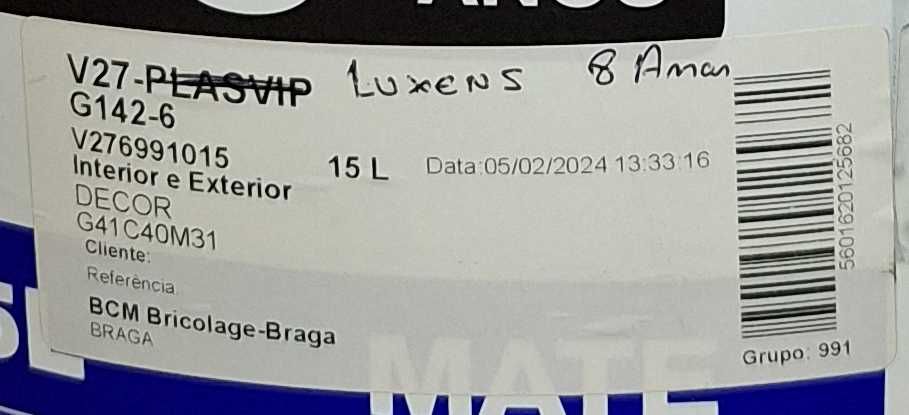 V27-PLASVIP LUXENS 8 Aman
G142-6
V276991015
15 L Data:05/02/2024 13:33:16
Interior e Exterior
DECOR
G41C40M31
Cliente:
Referência
BCM Bricolage-Braga
BRAGA
5601620125682
Grupo: 991
MATE